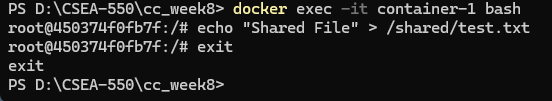 PS D:\CSEA-550\cc_week8> docker exec -it container-1 bash
root@450374f0fb7f:/# echo "Shared File" > /shared/test.txt
root@450374f0fb7f:/# exit
exit
PS D:\CSEA-550\cc_week8>